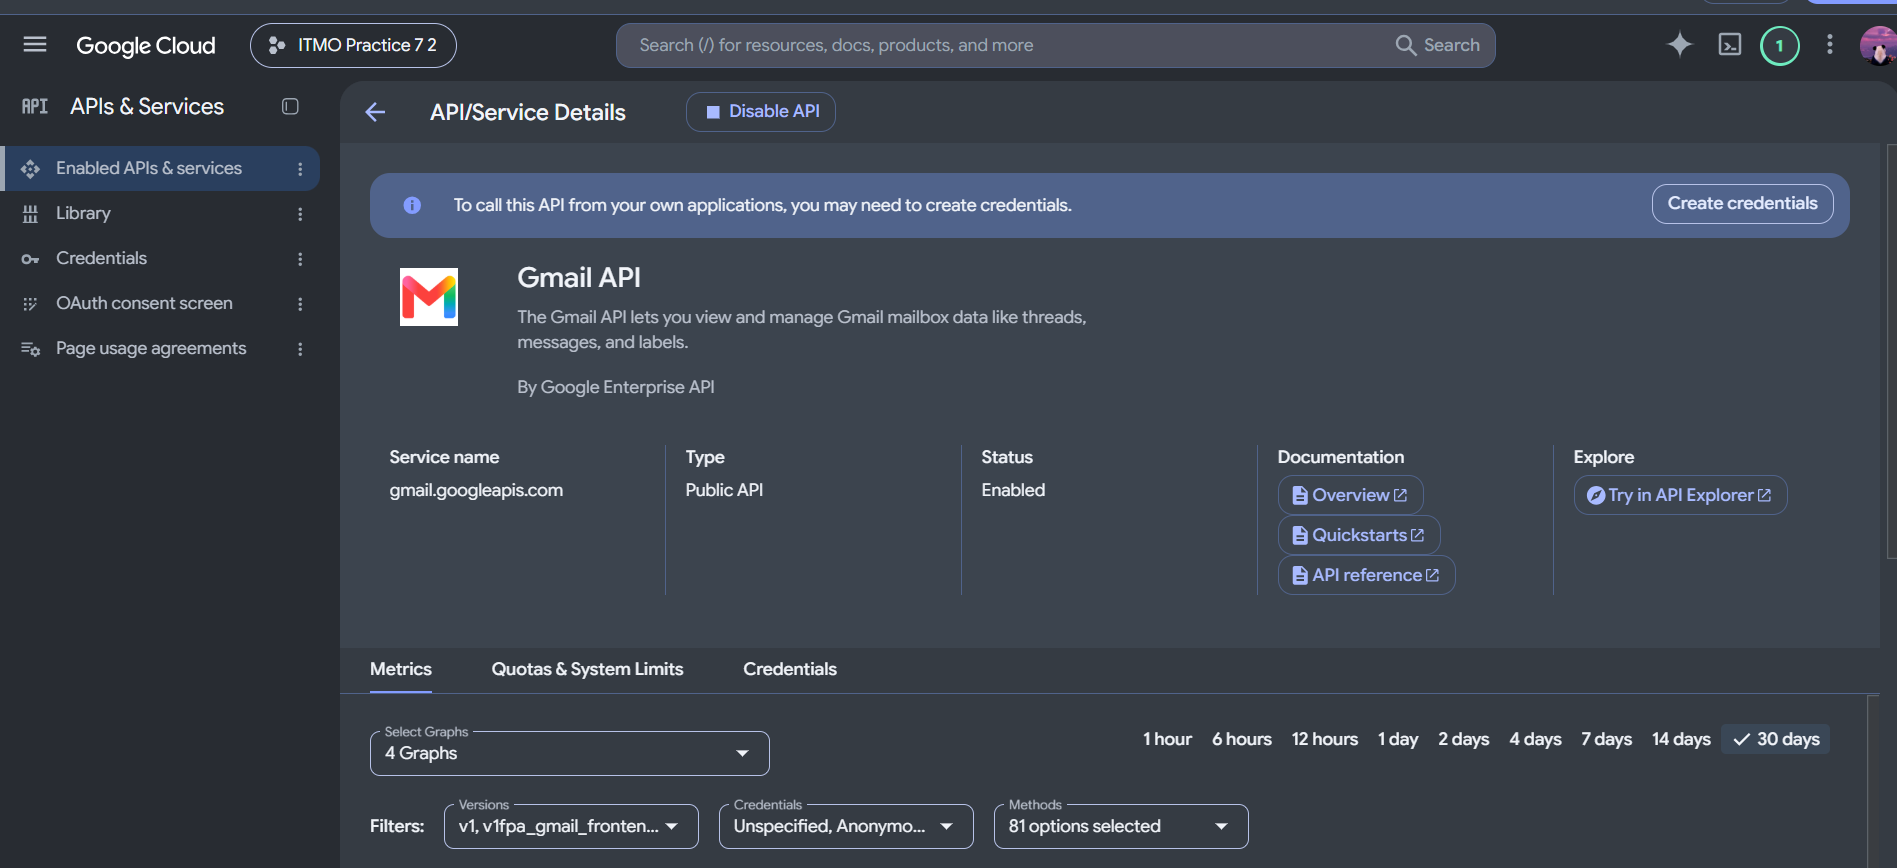 Google Cloud
ITMO Practice 7 2
Search (/) for resources, docs, products, and more
Search
1
API
APIs & Services
Enabled APIs & services
Library
Credentials
OAuth consent screen
Page usage agreements
API/Service Details
Disable API
To call this API from your own applications, you may need to create credentials.
Create credentials
Gmail API
The Gmail API lets you view and manage Gmail mailbox data like threads,
messages, and labels.
By Google Enterprise API
Service name
gmail.googleapis.com
Type
Public API
Status
Enabled
Documentation
Overview
Quickstarts
API reference
Explore
Try in API Explorer
Metrics
Quotas & System Limits
Credentials
Select Graphs
4 Graphs
1 hour
6 hours
12 hours
1 day
2 days
4 days
7 days
14 days
30 days
Filters:
Versions
v1, v1fpa_gmail_fronten...
Credentials
Unspecified, Anonymo...
Methods
81 options selected